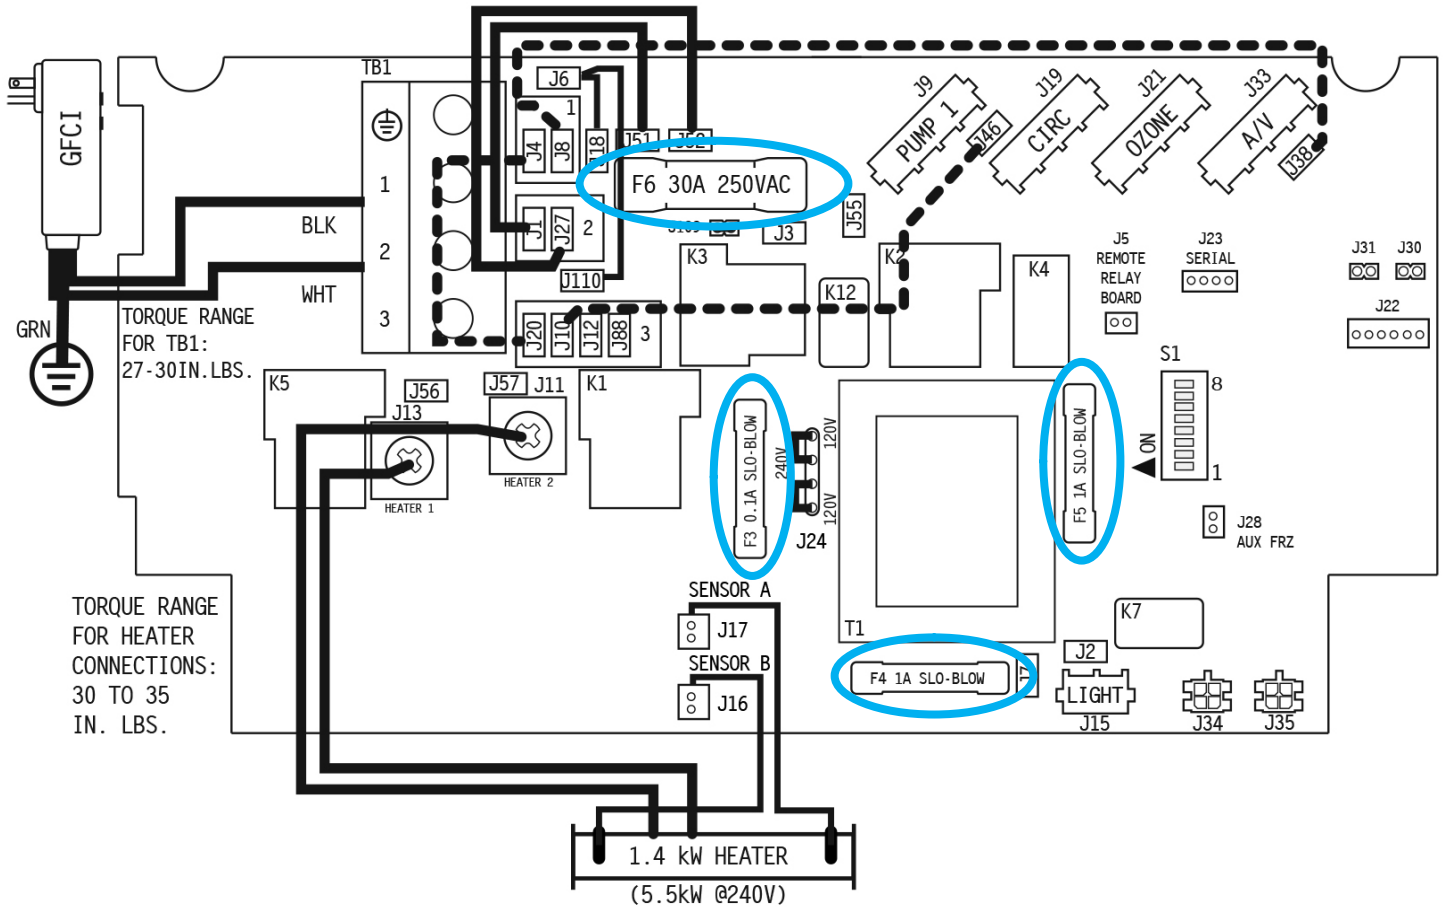 TB1
GFCI
J6
1
J4
J8
J18
J51
J52
J9
PUMP 1
J46
J19
CIRC
J21
OZONE
J33
A/V
J38
F6 30A 250VAC
1
BLK
2
WHT
3
J1
J27
2
J109
J3
J55
J110
K3
K2
K4
K12
J5
REMOTE
RELAY
BOARD
J23
SERIAL
J31
J30
J22
GRN
TORQUE RANGE
FOR TB1:
27-30IN.LBS.
J20
J10
J12
J88
3
K5
J56
J57
J11
K1
J13
HEATER 2
HEATER 1
F3 0.1A SLO-BLOW
240V
120V
120V
J24
F5 1A SLO-BLOW
S1
8
ON
1
J28
AUX FRZ
TORQUE RANGE
FOR HEATER
CONNECTIONS:
30 TO 35
IN. LBS.
SENSOR A
J17
SENSOR B
J16
T1
F4 1A SLO-BLOW
K7
J2
LIGHT
J15
J34
J35
1.4 kW HEATER
(5.5kW @240V)